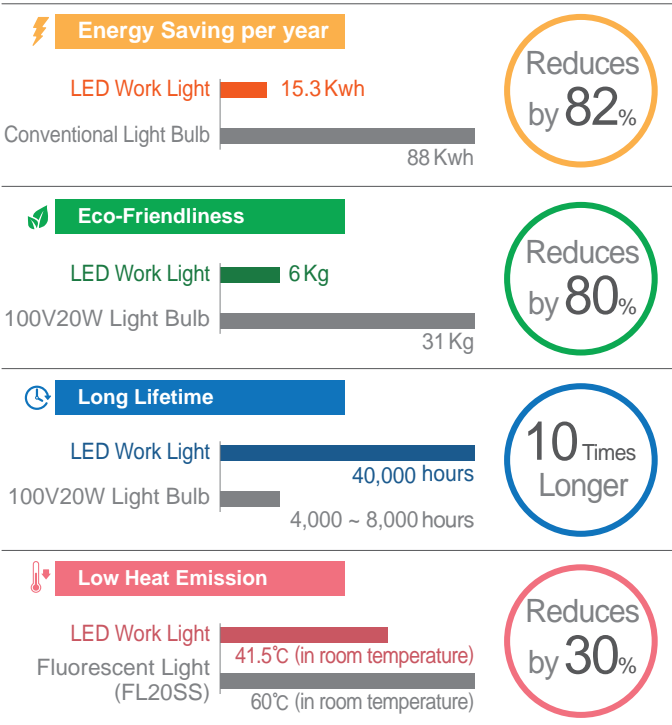 Energy Saving per year
LED Work Light 15.3 Kwh
Conventional Light Bulb
88 Kwh
Reduces
by 82%
Eco-Friendliness
LED Work Light 6 Kg
100V20W Light Bulb
31 Kg
Reduces
by 80%
Long Lifetime
LED Work Light
40,000 hours
100V20W Light Bulb
4,000 ~ 8,000 hours
10 Times
Longer
Low Heat Emission
LED Work Light
41.5℃ (in room temperature)
Fluorescent Light
(FL20SS)
60℃ (in room temperature)
Reduces
by 30%